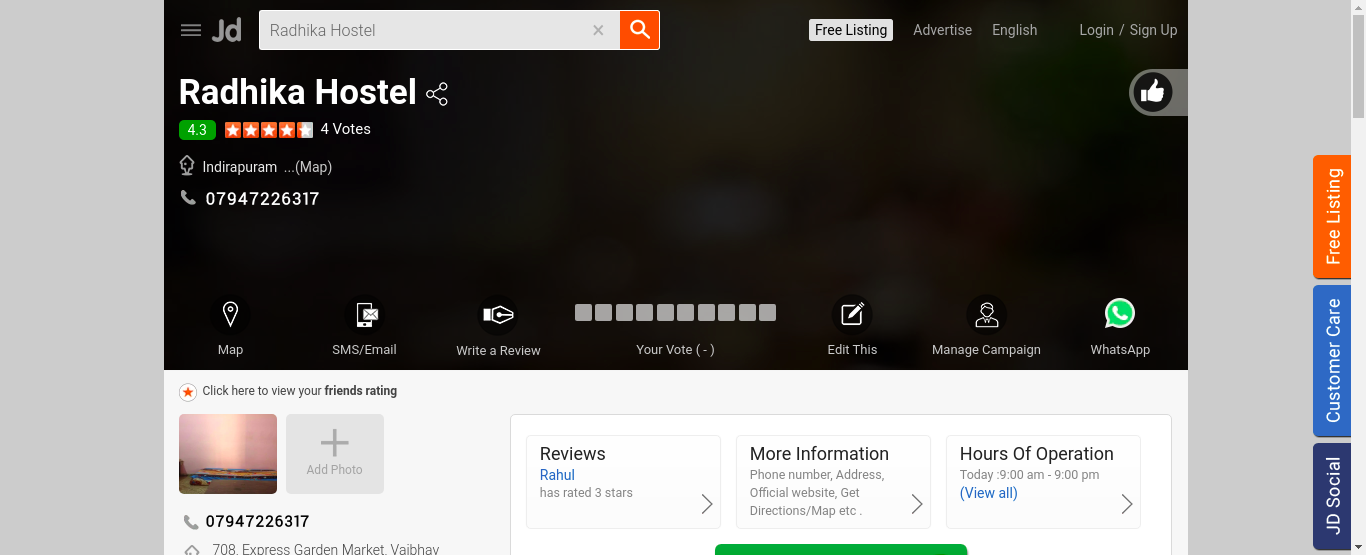 Jd
Radhika Hostel
Free Listing
Advertise
English
Login / Sign Up
Radhika Hostel
4.3
4 Votes
Indirapuram ...(Map)
07947226317
Map
SMS/Email
Write a Review
Your Vote ( - )
Edit This
Manage Campaign
WhatsApp
Click here to view your friends rating
Add Photo
07947226317
708, Express Garden Market, Vaibhav
Reviews
Rahul
has rated 3 stars
More Information
Phone number, Address,
Official website, Get
Directions/Map etc .
Hours Of Operation
Today :9:00 am - 9:00 pm
(View all)
Free Listing
Customer Care
JD Social